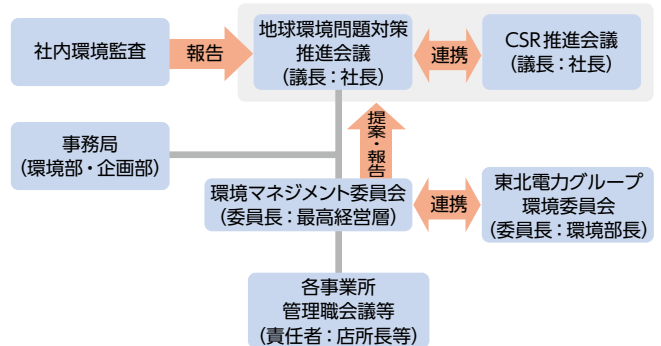 社内環境監査
報告
地球環境問題対策
推進会議
(議長:社長)
連携
CSR推進会議
(議長:社長)
事務局
(環境部・企画部)
提案・報告
環境マネジメント委員会
(委員長:最高経営層)
連携
東北電力グループ
環境委員会
(委員長:環境部長)
各事業所
管理職会議等
(責任者:店所長等)